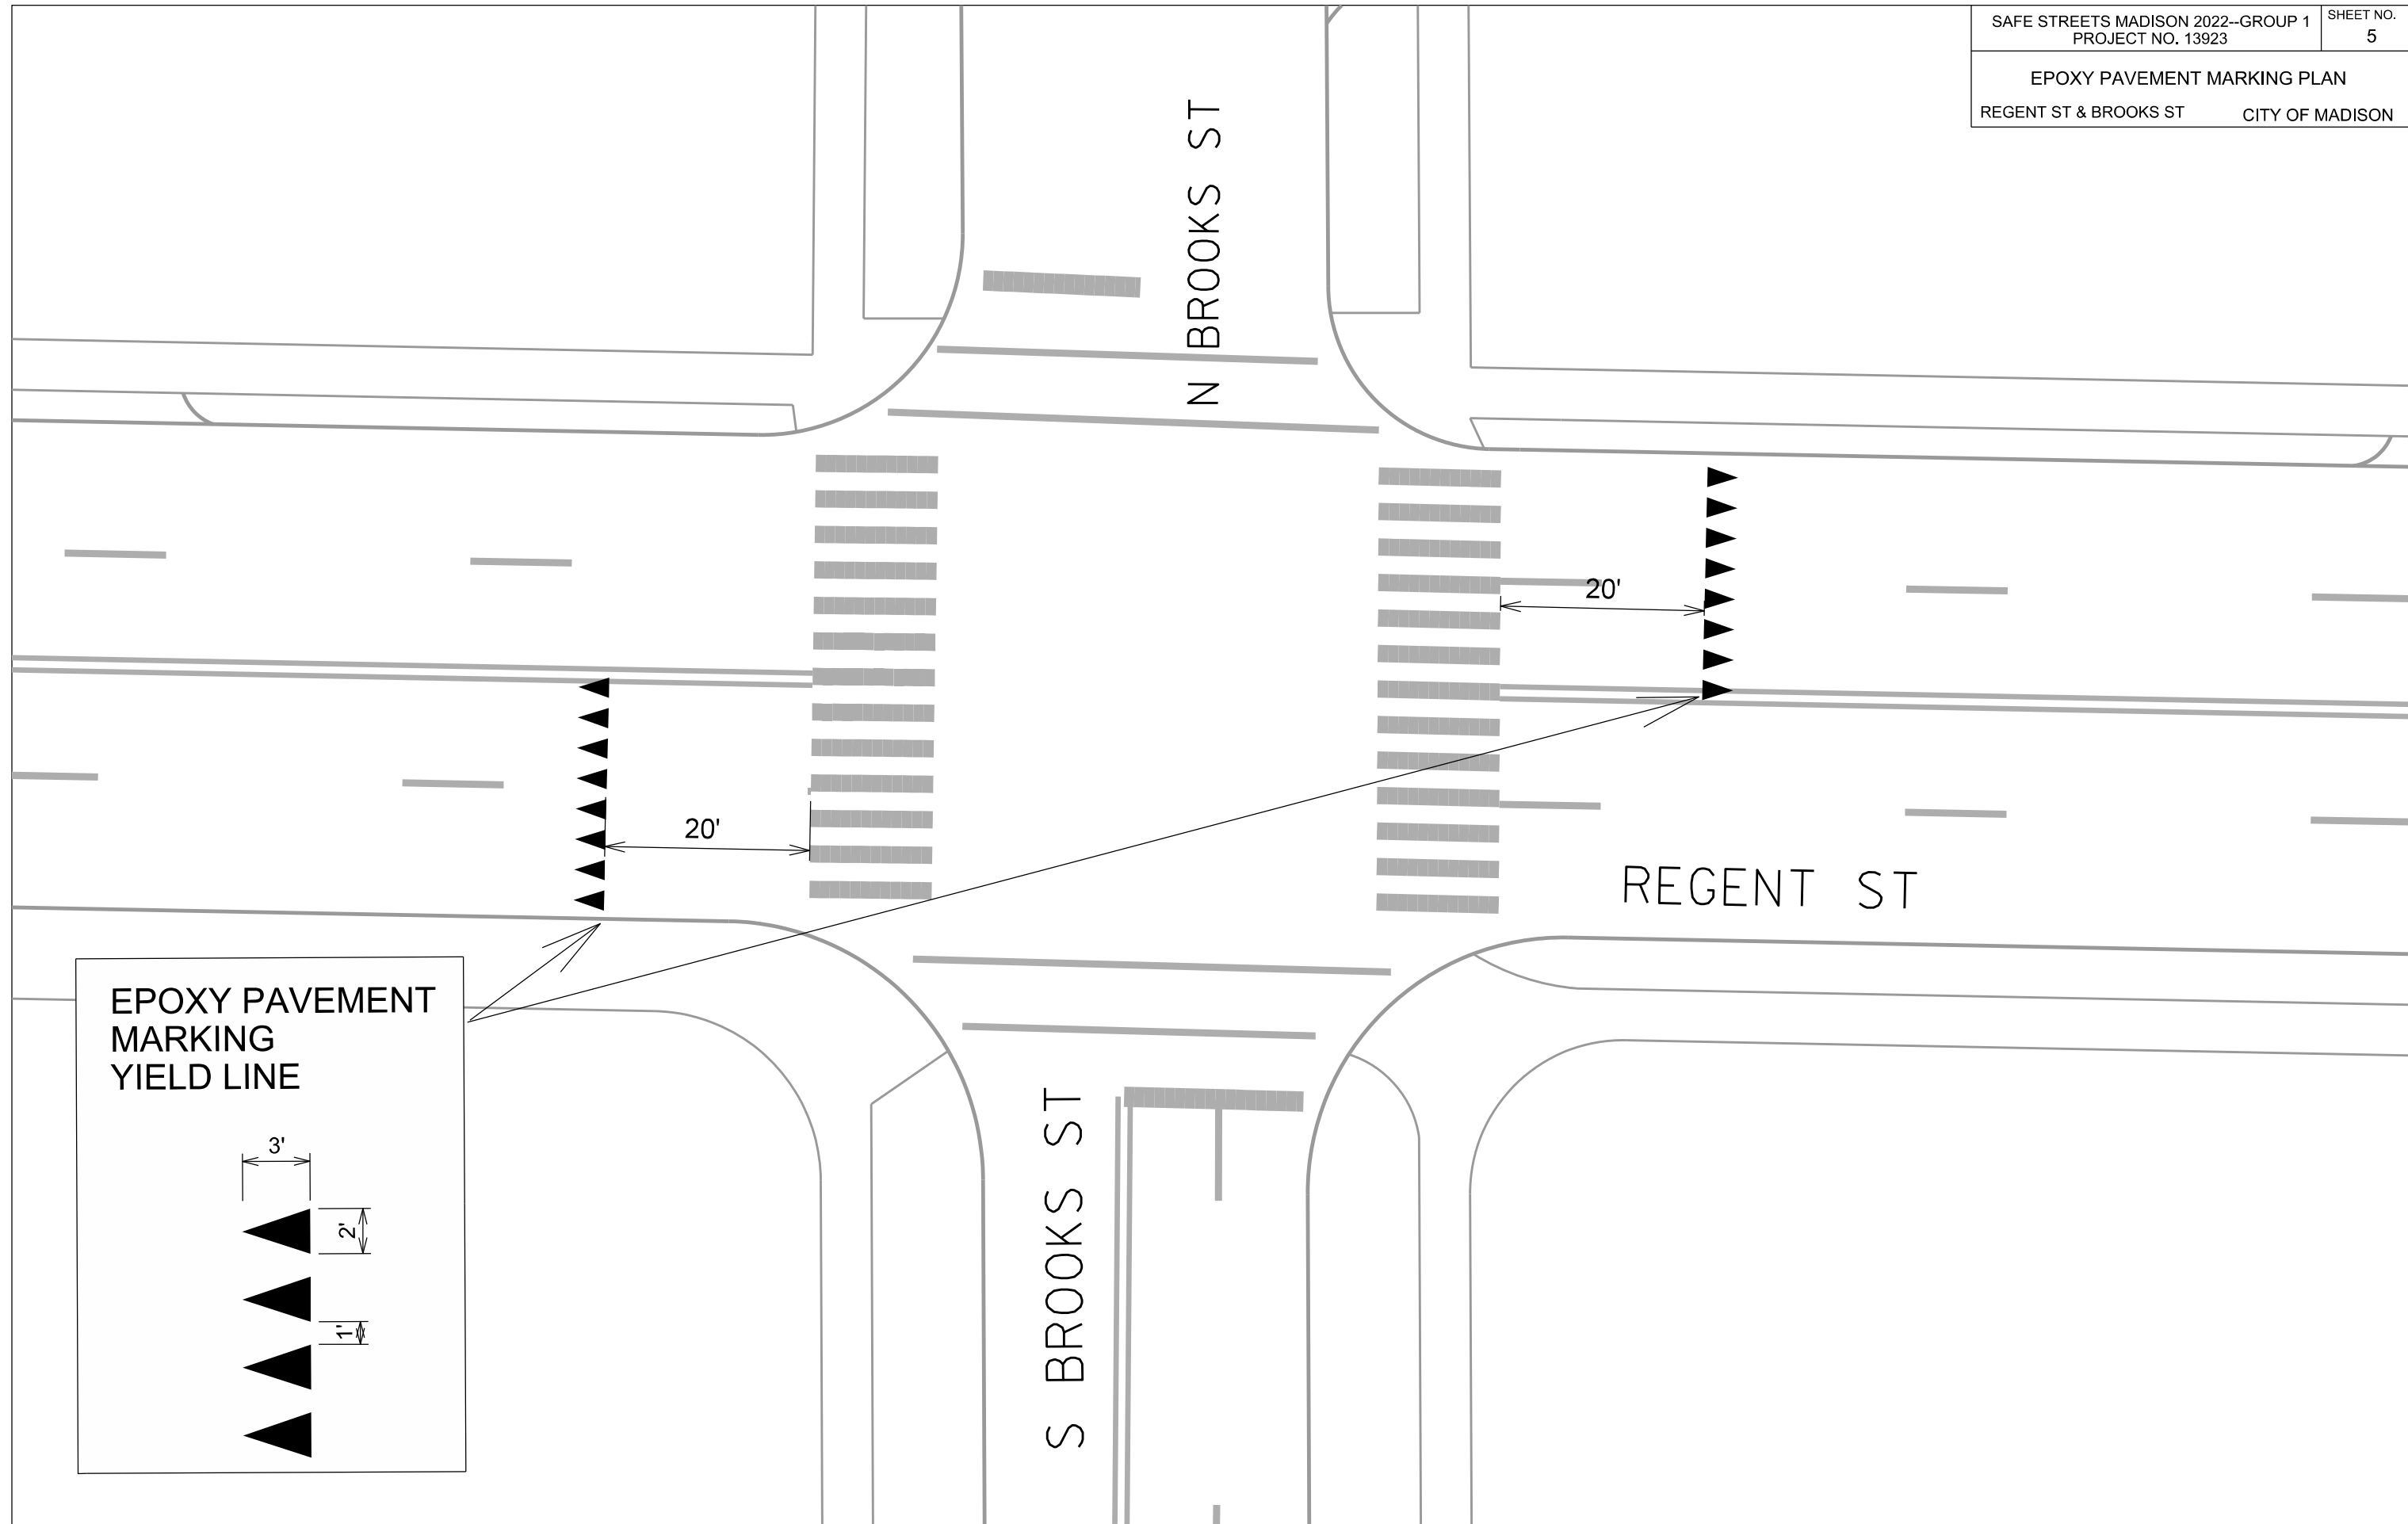 SAFE STREETS MADISON 2022--GROUP 1
PROJECT NO. 13923
SHEET NO.
5
EPOXY PAVEMENT MARKING PLAN
REGENT ST & BROOKS ST
CITY OF MADISON
N BROOKS ST
20'
20'
REGENT ST
EPOXY PAVEMENT
MARKING
YIELD LINE
3'
2'
1'
S BROOKS ST